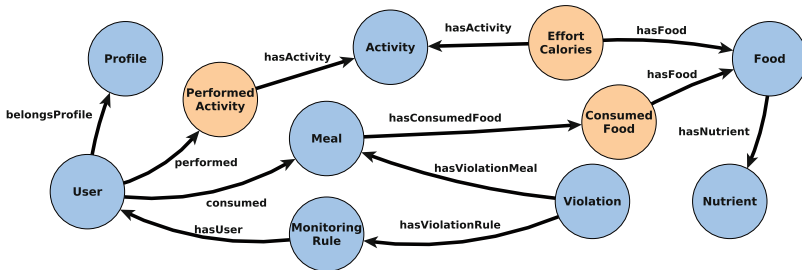 hasActivity
hasActivity
Effort
Calories
hasFood
Profile
Activity
Food
hasFood
Performed
Activity
belongsProfile
hasConsumedFood
Consumed
Food
Meal
hasNutrient
performed
hasViolationMeal
User
consumed
Violation
Nutrient
hasUser
Monitoring
Rule
hasViolationRule